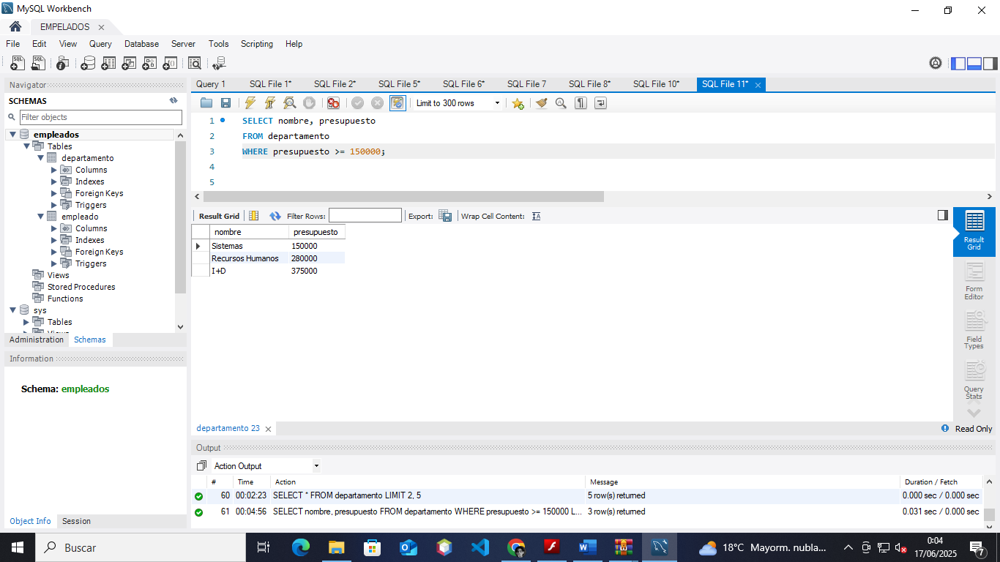 MySQL Workbench
EMPELADOS
File Edit View Query Database Server Tools Scripting Help
Navigator
SCHEMAS
Filter objects
empleados
Tables
departamento
Columns
Indexes
Foreign Keys
Triggers
empleado
Columns
Indexes
Foreign Keys
Triggers
Views
Stored Procedures
Functions
sys
Tables
Views
Administration Schemas
Information
Schema: empleados
Object Info Session
Query 1 SQL File 1* SQL File 2* SQL File 5* SQL File 6* SQL File 7 SQL File 8* SQL File 10* SQL File 11*
Limit to 300 rows
1 SELECT nombre, presupuesto
2 FROM departamento
3 WHERE presupuesto >= 150000;
4
5
Result Grid Filter Rows: Export: Wrap Cell Content:
nombre presupuesto
Sistemas 150000
Recursos Humanos 280000
I+D 375000
Result
Grid
Form
Editor
Field
Types
Query
Stats
departamento 23
Read Only
Output
Action Output
# Time Action Message Duration / Fetch
60 00:02:23 SELECT * FROM departamento LIMIT 2, 5 5 row(s) returned 0.000 sec / 0.000 sec
61 00:04:56 SELECT nombre, presupuesto FROM departamento WHERE presupuesto >= 150000 L... 3 row(s) returned 0.031 sec / 0.000 sec
Buscar
18°C Mayorm. nubla...
0:04
17/06/2025
7